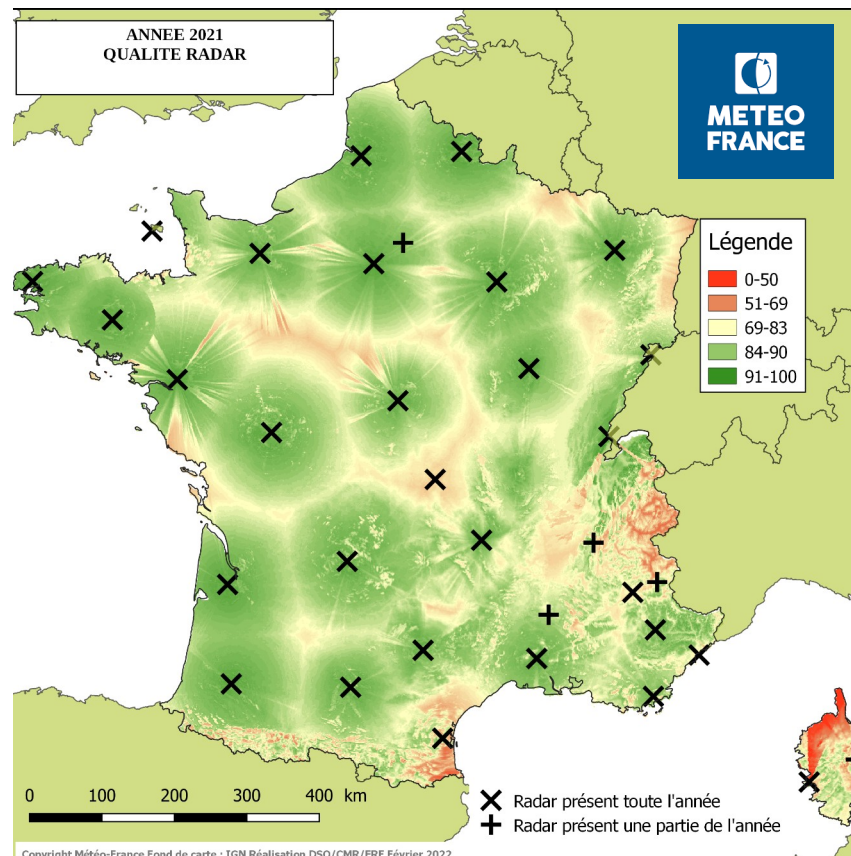 ANNEE 2021
QUALITE RADAR
METEO
FRANCE
Légende
0-50
51-69
69-83
84-90
91-100
0 100 200 300 400 km
Radar présent toute l'année
Radar présent une partie de l'année
Copyright Météo-France Fond de carte : IGN Réalisation DSO/CMR/ERF Février 2022